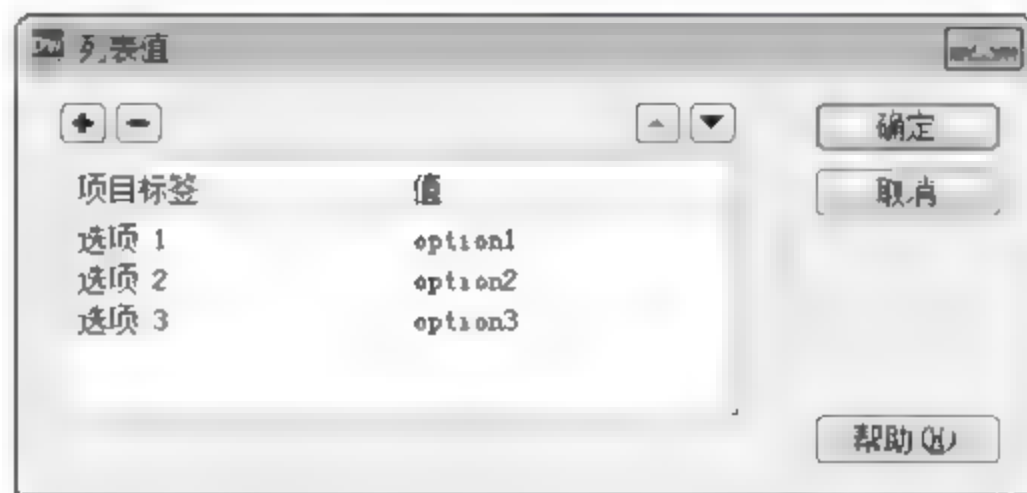 DW 列表值
确定
项目标签 值
取消
选项 1 option1
选项 2 option2
选项 3 option3
帮助(H)